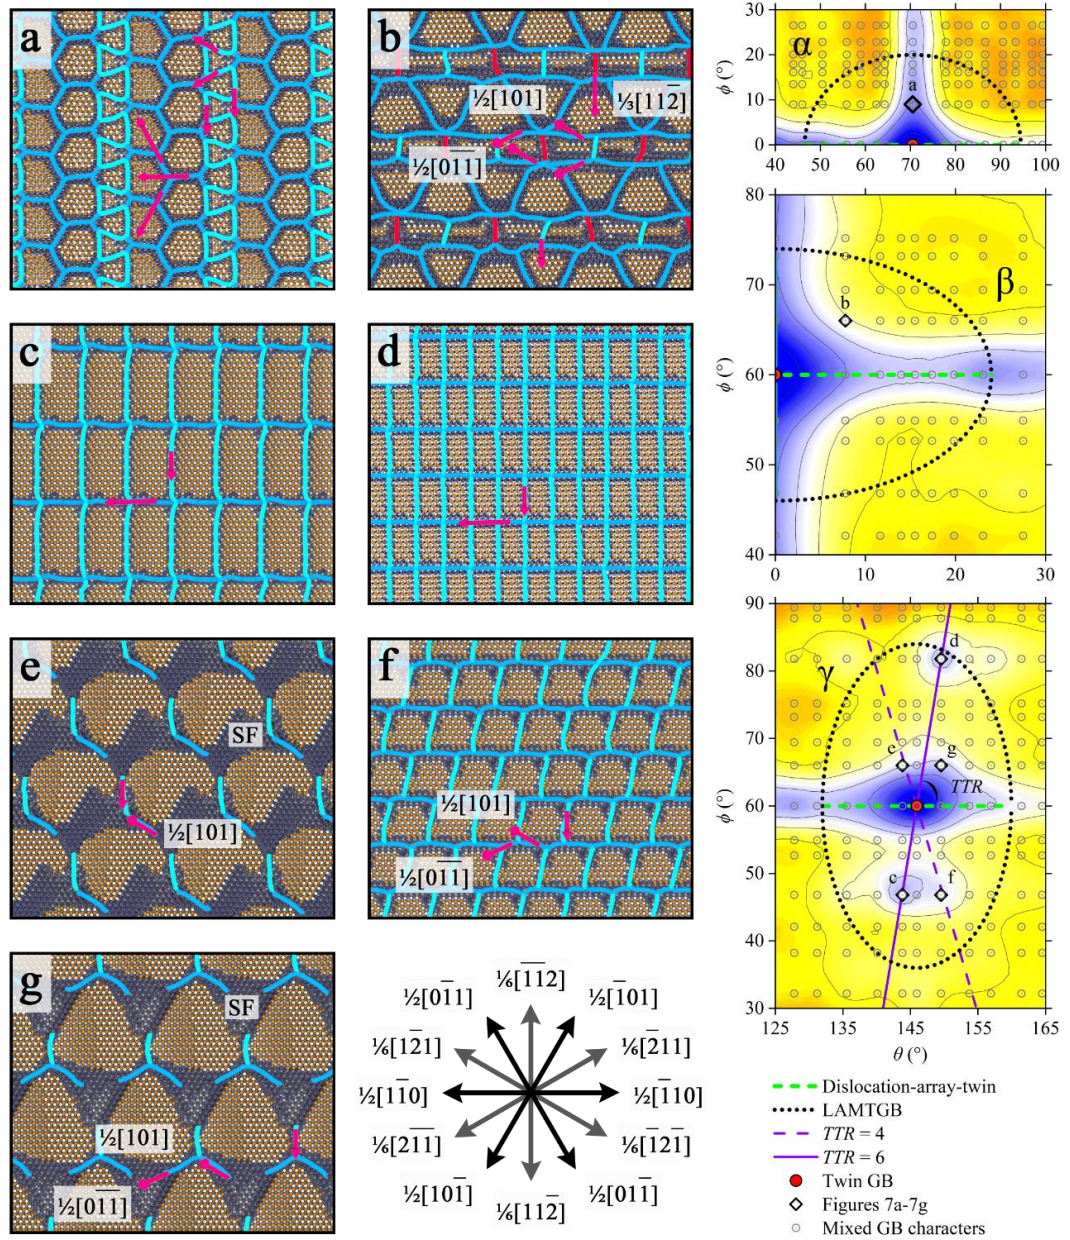 a
b
½[101]
⅓[112̅]
½[01̅1̅]
c
d
e
SF
½[101]
f
½[101]
½[01̅1̅]
g
SF
½[101]
½[01̅1̅]
⅙[1̅1̅2]
½[01̅1]
½[1̅01]
⅙[12̅1]
⅙[2̅11]
½[11̅0]
½[1̅10]
⅙[21̅1̅]
⅙[1̅21̅]
½[101̅]
½[011̅]
⅙[112̅]
α
a
ϕ (°)
30
20
10
0
40 50 60 70 80 90 100
β
b
ϕ (°)
80
70
60
50
40
0 10 20 30
γ
d
e
g
TTR
c
f
ϕ (°)
90
80
70
60
50
40
30
125 135 145 155 165
θ (°)
Dislocation-array-twin
LAMTGB
TTR = 4
TTR = 6
Twin GB
Figures 7a-7g
Mixed GB characters